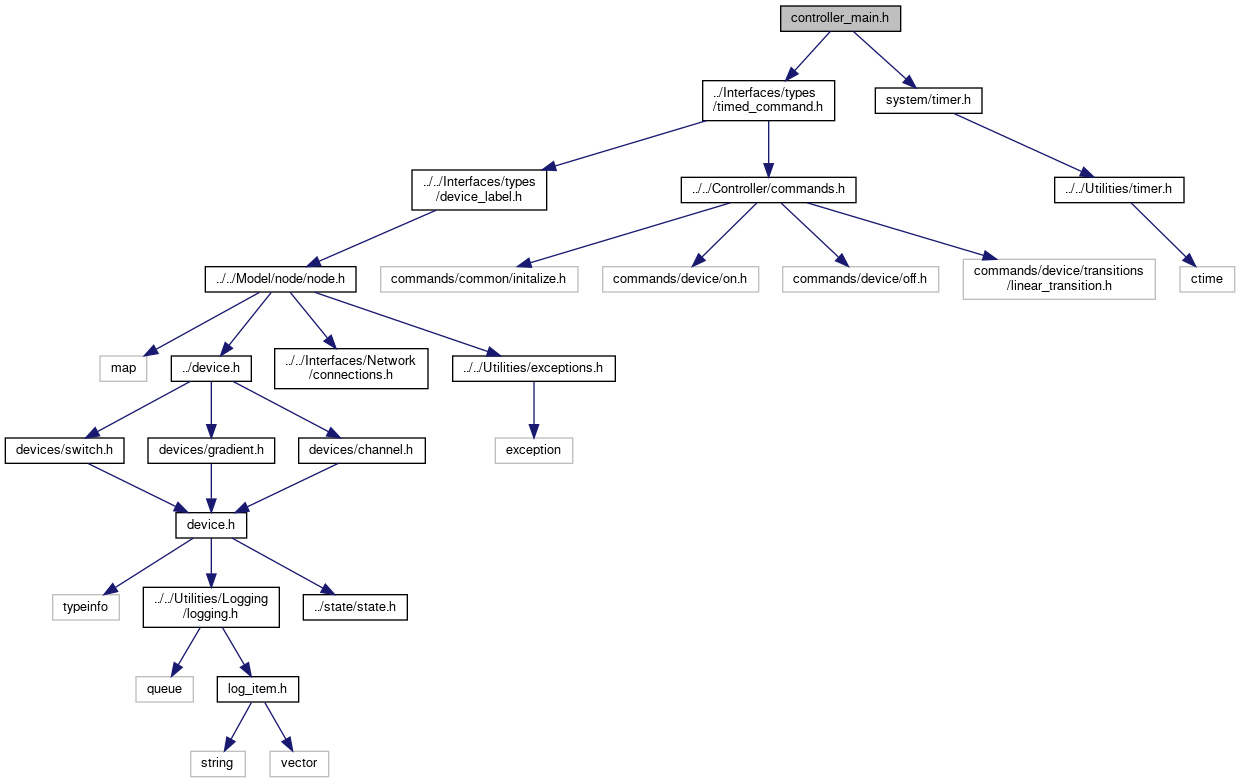 controller_main.h
../Interfaces/types
/timed_command.h
system/timer.h
../../Interfaces/types
/device_label.h
../../Controller/commands.h
../../Utilities/timer.h
../../Model/node/node.h
commands/common/initalize.h
commands/device/on.h
commands/device/off.h
commands/device/transitions
/linear_transition.h
ctime
map
../device.h
../../Interfaces/Network
/connections.h
../../Utilities/exceptions.h
devices/switch.h
devices/gradient.h
devices/channel.h
exception
device.h
typeinfo
../../Utilities/Logging
/logging.h
../state/state.h
queue
log_item.h
string
vector